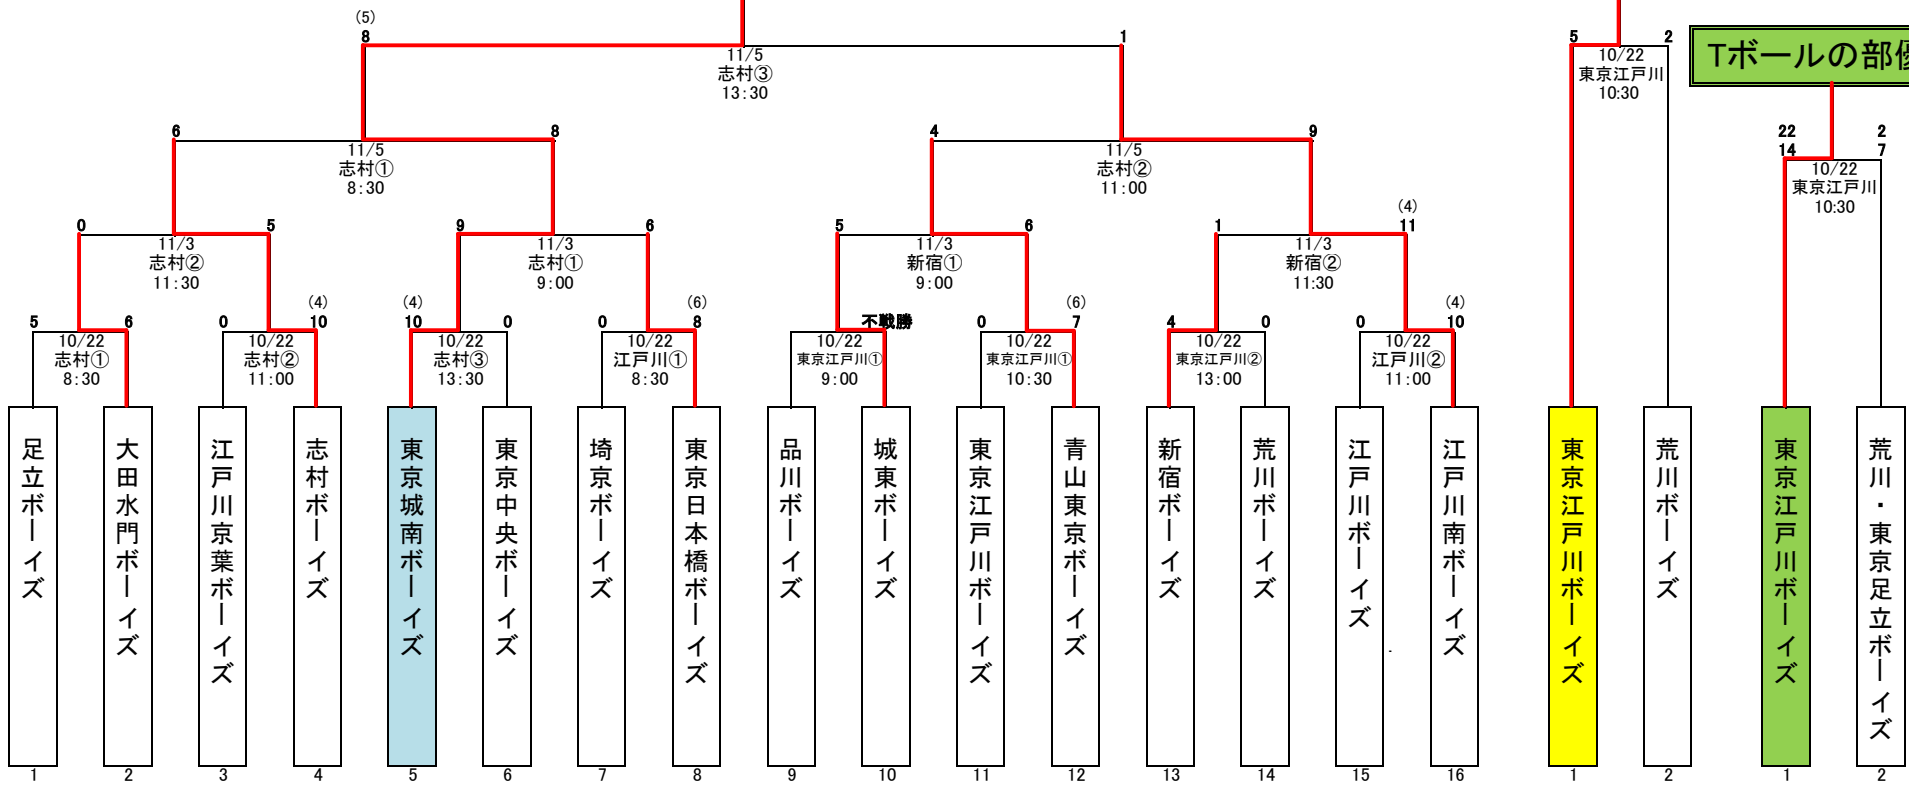 (5)
8 1 5 2
11/5
志村③
13:30
10/22
東京江戸川
10:30
Tボールの部優
6 8 4 9
11/5
志村①
8:30
11/5
志村②
11:00
22 2
14 7
10/22
東京江戸川
10:30
(4)
0 5 9 6 5 6 1 11
11/3
志村②
11:30
11/3
志村①
9:00
11/3
新宿①
9:00
11/3
新宿②
11:30
(4) (4) (6) (6) (4)
5 6 0 10 10 0 0 8 不戦勝 0 7 4 0 0 10
10/22
志村①
8:30
10/22
志村②
11:00
10/22
志村③
13:30
10/22
江戸川①
8:30
10/22
東京江戸川①
9:00
10/22
東京江戸川①
10:30
10/22
東京江戸川②
13:00
10/22
江戸川②
11:00
足立ボーイズ
大田水門ボーイズ
江戸川京葉ボーイズ
志村ボーイズ
東京城南ボーイズ
東京中央ボーイズ
埼京ボーイズ
東京日本橋ボーイズ
品川ボーイズ
城東ボーイズ
東京江戸川ボーイズ
青山東京ボーイズ
新宿ボーイズ
荒川ボーイズ
江戸川ボーイズ
江戸川南ボーイズ
東京江戸川ボーイズ
荒川ボーイズ
東京江戸川ボーイズ
荒川・東京足立ボーイズ
1 2 3 4 5 6 7 8 9 10 11 12 13 14 15 16 1 2 1 2